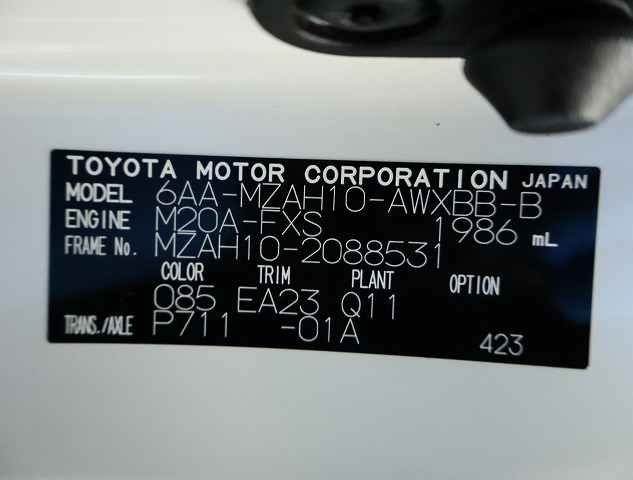 TOYOTA MOTOR CORPORATION JAPAN
MODEL 6AA-MZAH10-AWXBB-B
ENGINE M20A-FXS 1986 mL
FRAME No. MZAH10-2088531
COLOR TRIM PLANT OPTION
085 EA23 Q11
TRANS./AXLE P711 -01A 423